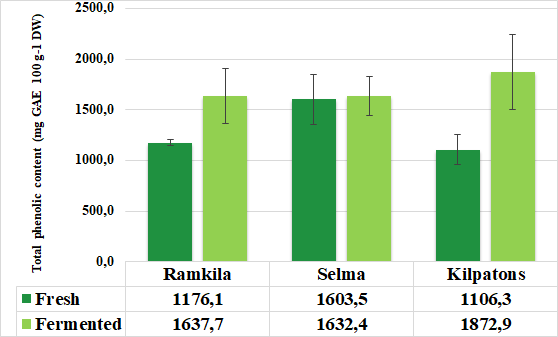 Total phenolic content (mg GAE 100 g-1 DW)
2500,0
2000,0
1500,0
1000,0
500,0
0,0
Ramkila Selma Kilpatons
Fresh 1176,1 1603,5 1106,3
Fermented 1637,7 1632,4 1872,9